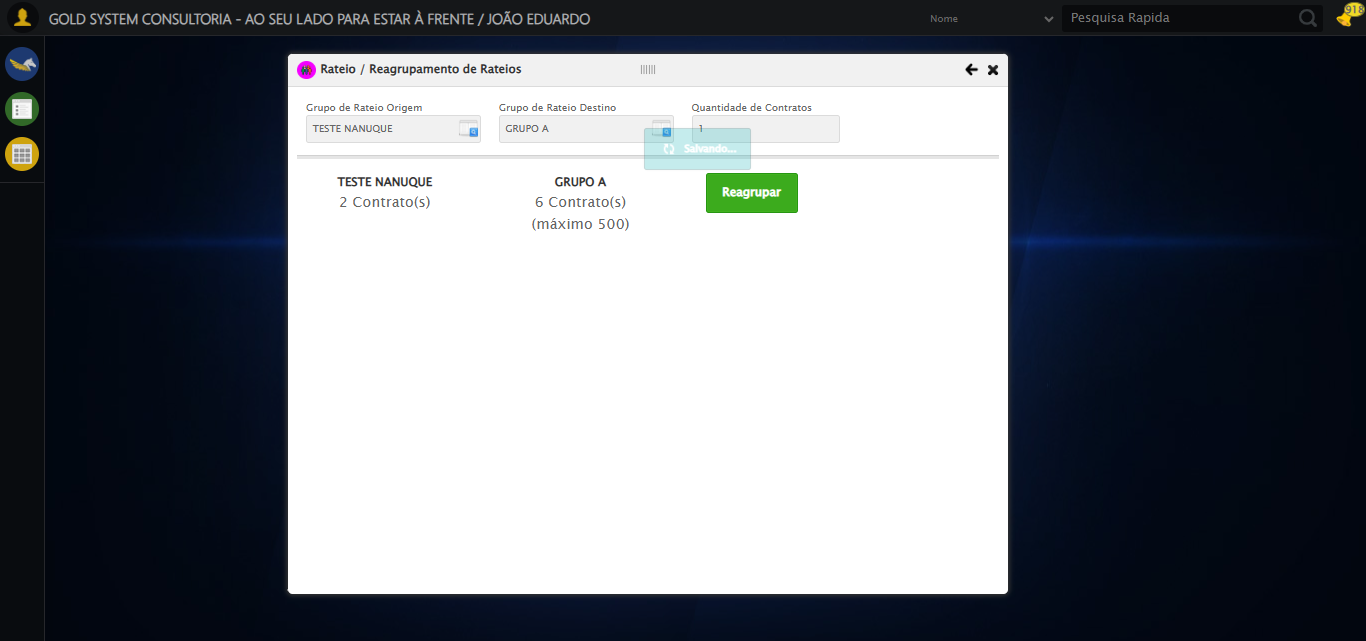 GOLD SYSTEM CONSULTORIA - AO SEU LADO PARA ESTAR À FRENTE / JOÃO EDUARDO
Nome
Pesquisa Rapida
918
Rateio / Reagrupamento de Rateios
Grupo de Rateio Origem
Grupo de Rateio Destino
Quantidade de Contratos
TESTE NANUQUE
GRUPO A
1
Salvando...
TESTE NANUQUE
GRUPO A
Reagrupar
2 Contrato(s)
6 Contrato(s)
(máximo 500)